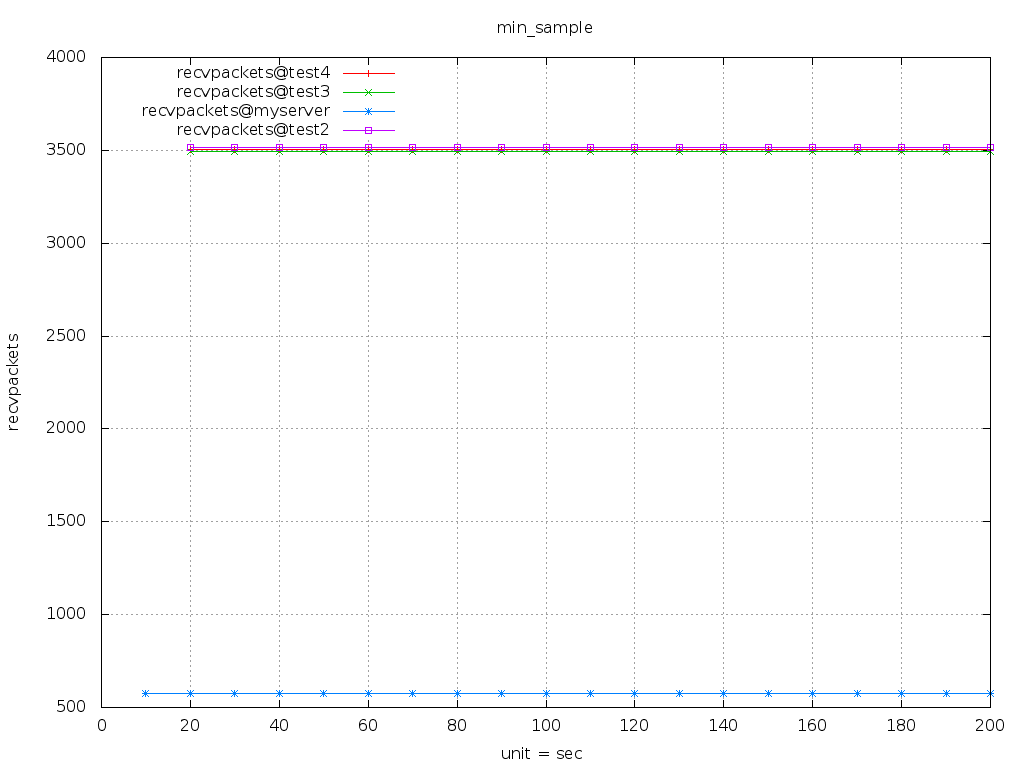 min_sample
4000
recvpackets@test4
recvpackets@test3
recvpackets@myserver
recvpackets@test2
3500
3000
2500
recvpackets
2000
1500
1000
500
0 20 40 60 80 100 120 140 160 180 200
unit = sec